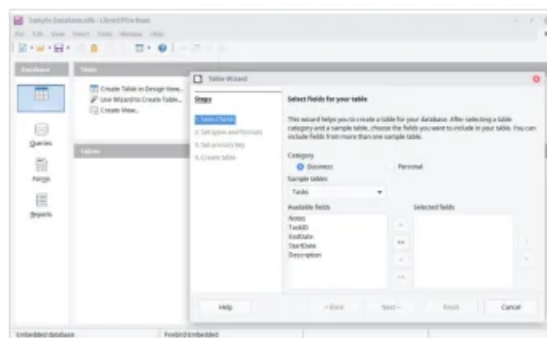 Sample Database.odb - LibreOffice Base
File Edit View Insert Tools Window Help
Database
Tasks
Create Table in Design View...
Use Wizard to Create Table...
Create View...
Queries
Forms
Reports
Tables
Table Wizard
Steps
1. Select fields
2. Set types and formats
3. Set primary key
4. Create table
Select fields for your table
This wizard helps you to create a table for your database. After selecting a table
category and a sample table, choose the fields you want to include in your table. You can
include fields from more than one sample table.
Category
Business
Personal
Sample tables
Tasks
Available fields
Selected fields
Notes
TaskID
EndDate
StartDate
Description
Help
< Back
Next >
Finish
Cancel
Embedded database
Firebird Embedded